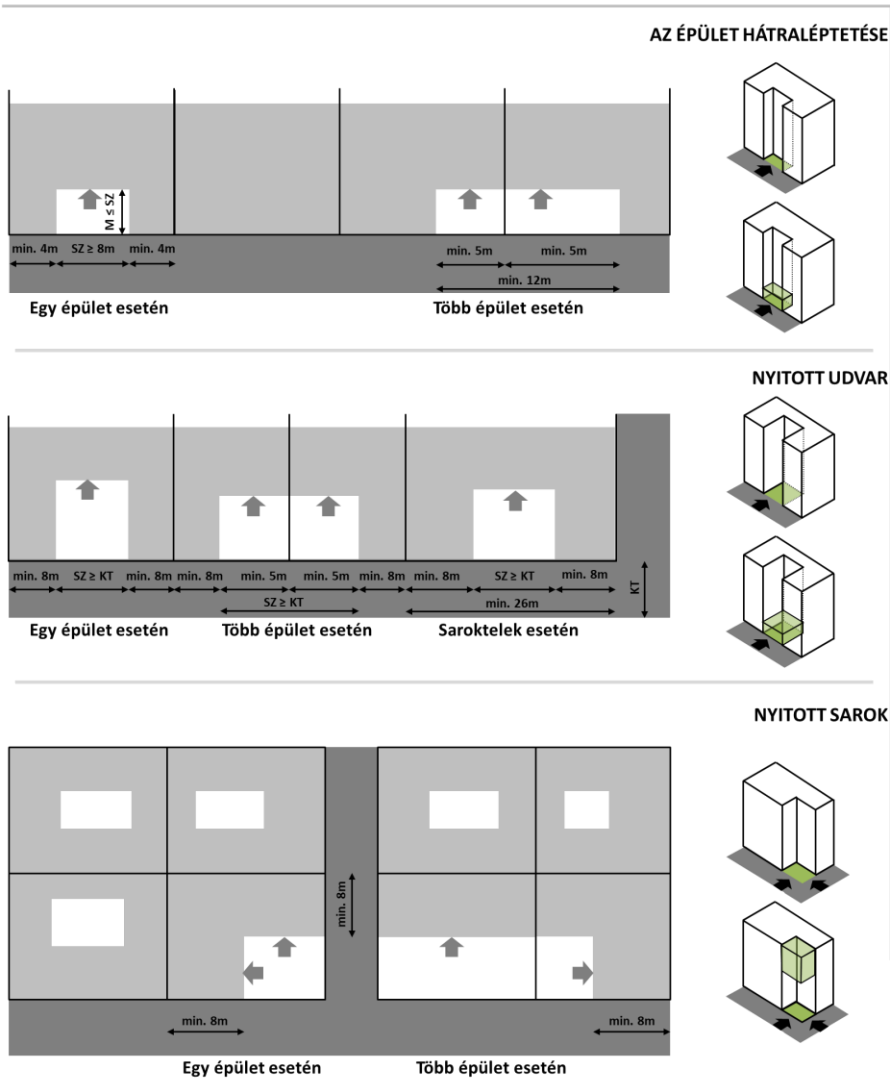 AZ ÉPÜLET HÁTRALÉPTETÉSE
M ≤ SZ
min. 4m SZ ≥ 8m min. 4m
min. 5m min. 5m
min. 12m
Egy épület esetén Több épület esetén
NYITOTT UDVAR
min. 8m SZ ≥ KT min. 8m min. 8m min. 5m min. 5m min. 8m min. 8m SZ ≥ KT min. 8m
KT
SZ ≥ KT min. 26m
Egy épület esetén Több épület esetén Saroktelek esetén
NYITOTT SAROK
min. 8m
min. 8m min. 8m
Egy épület esetén Több épület esetén